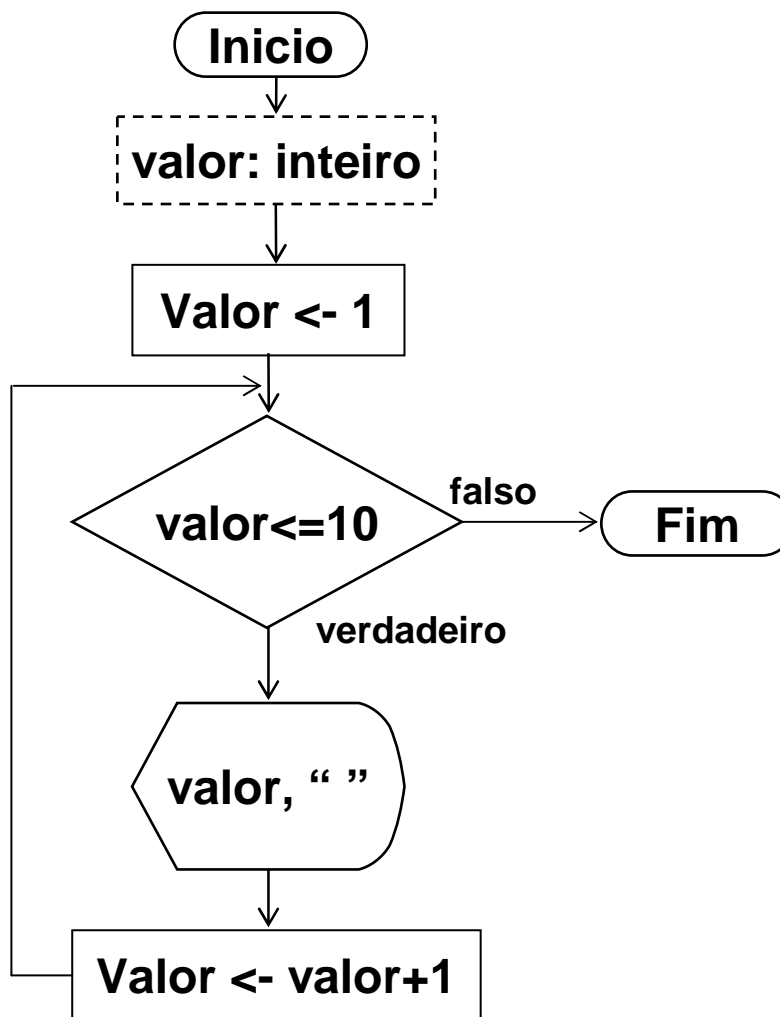 Inicio
valor: inteiro
Valor <- 1
valor<=10
falso
Fim
verdadeiro
valor, “ ”
Valor <- valor+1